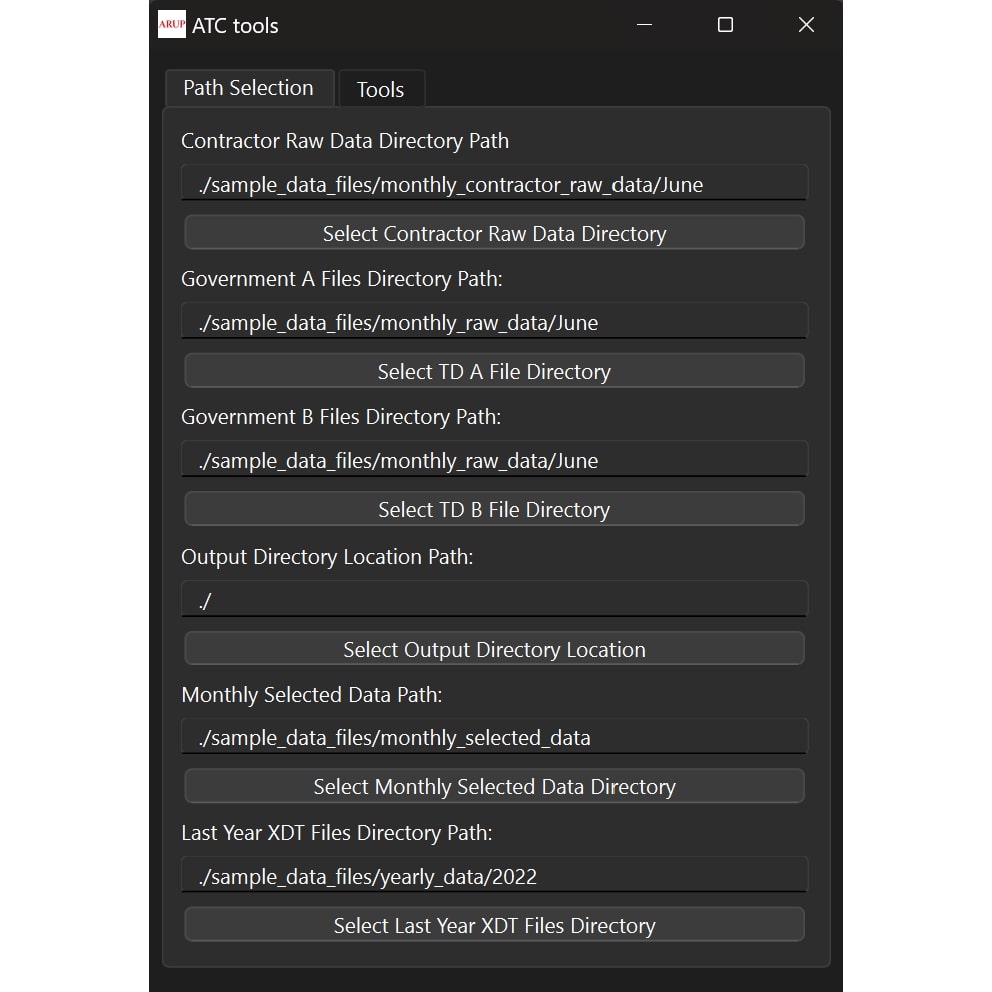 ARUP ATC tools
Path Selection Tools
Contractor Raw Data Directory Path
./sample_data_files/monthly_contractor_raw_data/June
Select Contractor Raw Data Directory
Government A Files Directory Path:
./sample_data_files/monthly_raw_data/June
Select TD A File Directory
Government B Files Directory Path:
./sample_data_files/monthly_raw_data/June
Select TD B File Directory
Output Directory Location Path:
./
Select Output Directory Location
Monthly Selected Data Path:
./sample_data_files/monthly_selected_data
Select Monthly Selected Data Directory
Last Year XDT Files Directory Path:
./sample_data_files/yearly_data/2022
Select Last Year XDT Files Directory